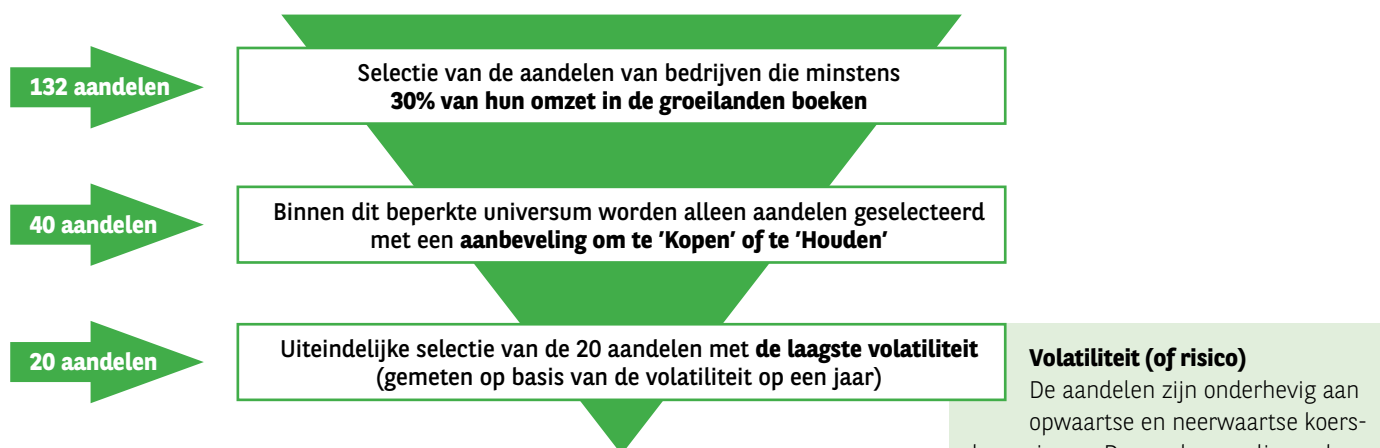 132 aandelen
Selectie van de aandelen van bedrijven die minstens
30% van hun omzet in de groeilanden boeken
40 aandelen
Binnen dit beperkte universum worden alleen aandelen geselecteerd
met een aanbeveling om te 'Kopen' of te 'Houden'
20 aandelen
Uiteindelijke selectie van de 20 aandelen met de laagste volatiliteit
(gemeten op basis van de volatiliteit op een jaar)
Volatiliteit (of risico)
De aandelen zijn onderhevig aan
opwaartse en neerwaartse koers-